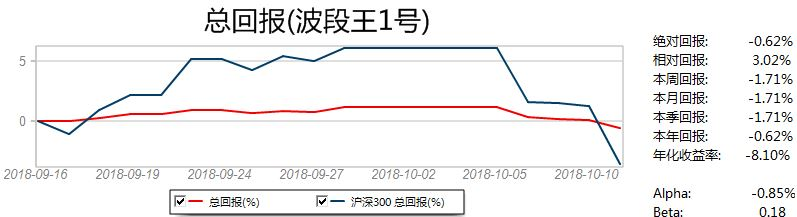 总回报(波段王1号)
5
0
2018-09-16 2018-09-19 2018-09-24 2018-09-27 2018-10-02 2018-10-05 2018-10-10
总回报(%) 沪深300 总回报(%)
绝对回报: -0.62%
相对回报: 3.02%
本周回报: -1.71%
本月回报: -1.71%
本季回报: -1.71%
本年回报: -0.62%
年化收益率: -8.10%
Alpha: -0.85%
Beta: 0.18